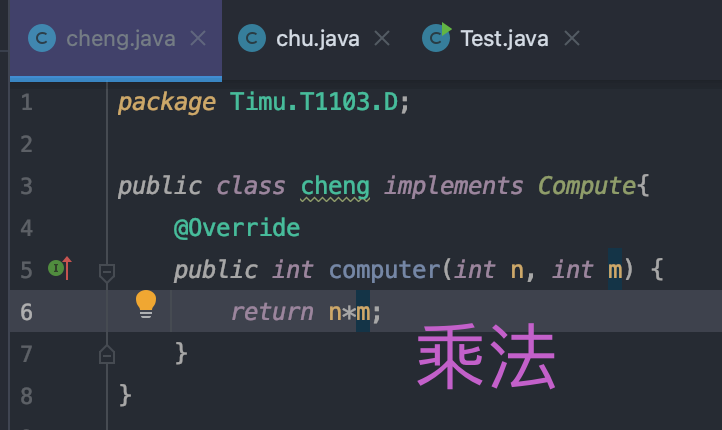 cheng.java chu.java Test.java
1 package Timu.T1103.D;
2
3 public class cheng implements Compute{
4 @Override
5 public int computer(int n, int m) {
6 return n*m;
7 }
8 }
乘法